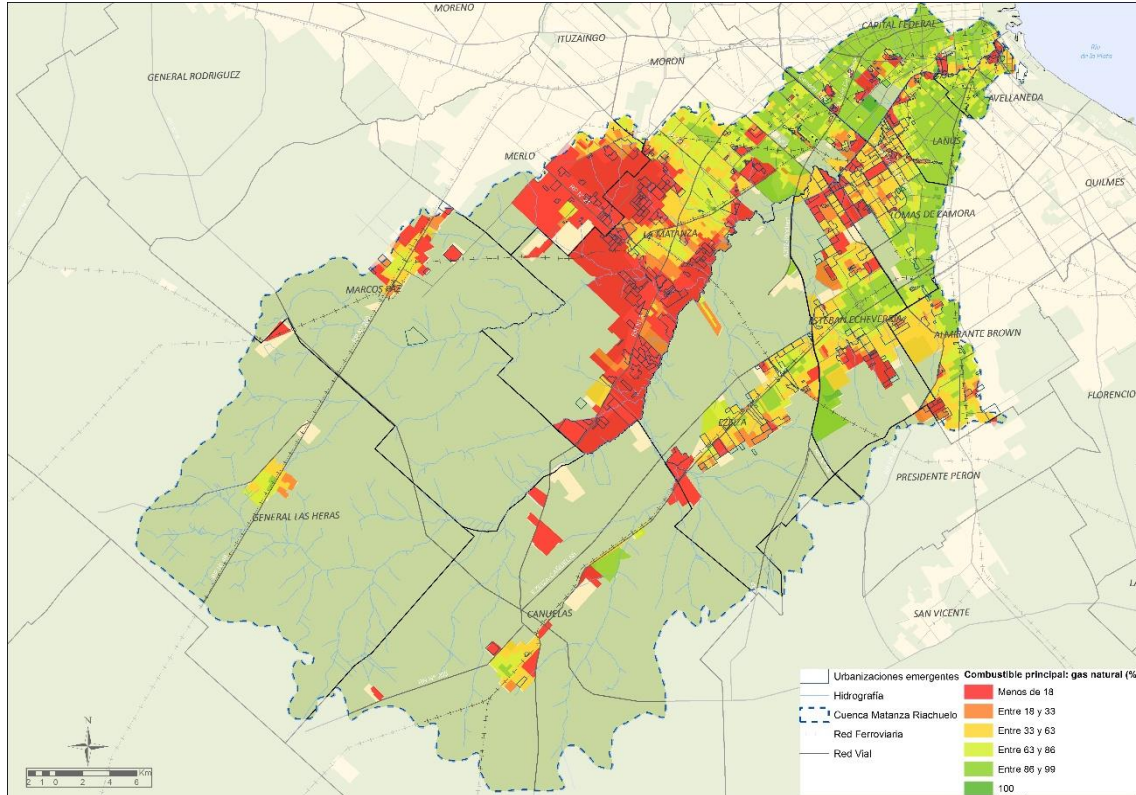 MORENO
CAPITAL FEDERAL
ITUZAINGO
Río
de la Plata
MORON
GENERAL RODRIGUEZ
AVELLANEDA
LANUS
MERLO
QUILMES
LOMAS DE ZAMORA
LA MATANZA
MARCOS PAZ
ESTEBAN ECHEVERRIA
ALMIRANTE BROWN
FLORENCIO
EZEIZA
PRESIDENTE PERON
GENERAL LAS HERAS
SAN VICENTE
LA
CAÑUELAS
Urbanizaciones emergentes
Hidrografía
Cuenca Matanza Riachuelo
Red Ferroviaria
Red Vial
Combustible principal: gas natural (%
Menos de 18
Entre 18 y 33
Entre 33 y 63
Entre 63 y 86
Entre 86 y 99
100
N
2 1 0 2 4 6 Km